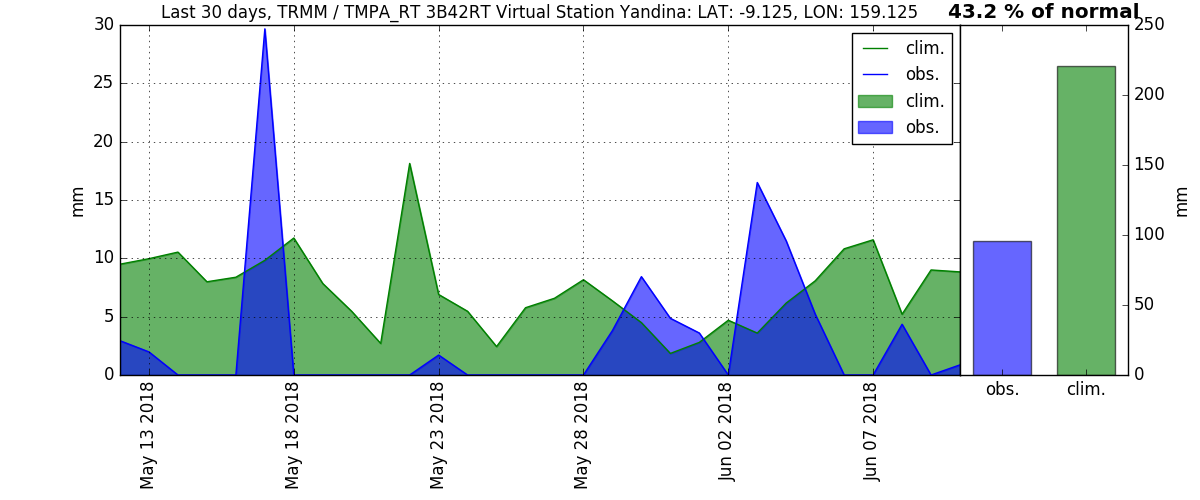 Last 30 days, TRMM / TMPA_RT 3B42RT Virtual Station Yandina: LAT: -9.125, LON: 159.125
43.2 % of normal
30
25
20
15
10
5
0
mm
clim.
obs.
clim.
obs.
250
200
150
100
50
0
mm
May 13 2018
May 18 2018
May 23 2018
May 28 2018
Jun 02 2018
Jun 07 2018
obs.
clim.